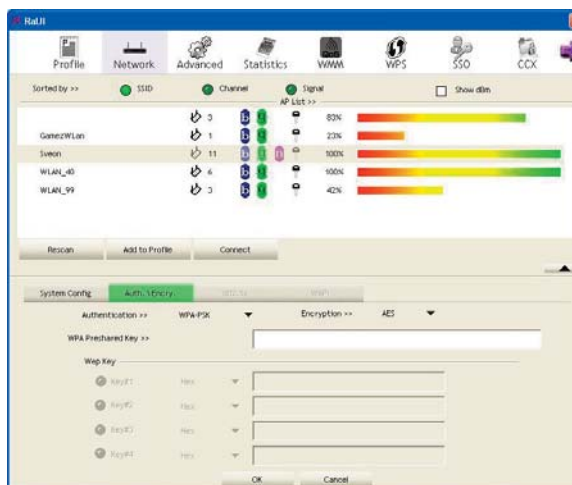 RaUI
Profile Network Advanced Statistics WMM WPS SSO CCX
Sorted by >> SSID Channel Signal Show dBm
AP List >>
3 b g 83%
GamezWLan 1 b g 23%
Sveon 11 b g n 100%
WLAN_40 6 b g 100%
WLAN_99 3 b g 42%
Rescan Add to Profile Connect
System Config Auth. \ Encry.
Authentication >> WPA-PSK Encryption >> AES
WPA Preshared Key >>
Wep Key
Key#1 Hex
Key#2 Hex
Key#3 Hex
Key#4 Hex
OK Cancel